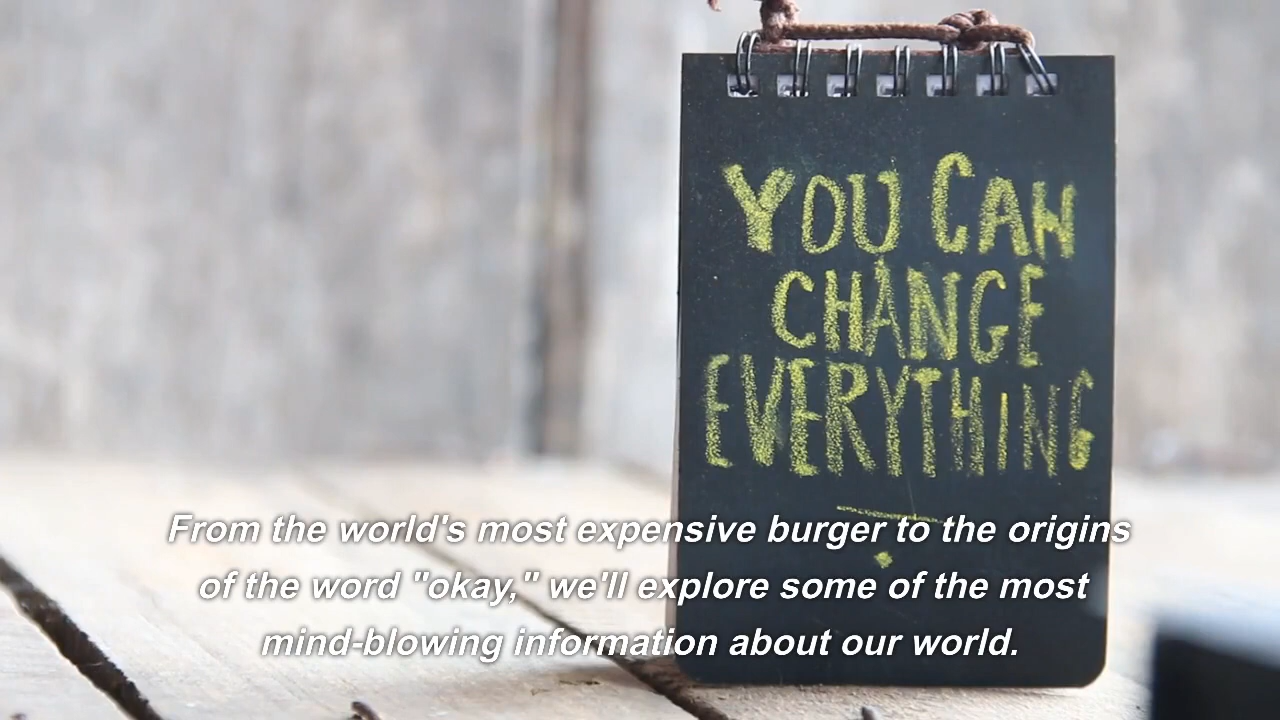 YOU CAN
CHANGE
EVERYTHING
From the world's most expensive burger to the origins
of the word "okay," we'll explore some of the most
mind-blowing information about our world.